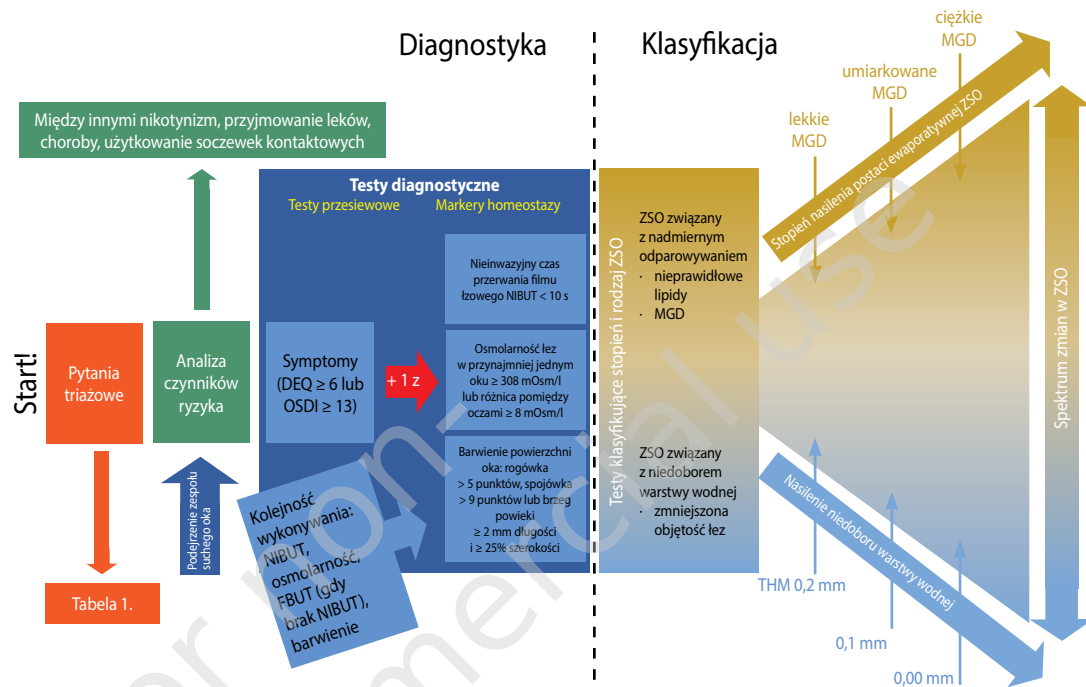 Diagnostyka
Klasyfikacja
Między innymi nikotynizm, przyjmowanie leków,
choroby, użytkowanie soczewek kontaktowych
Start!
Pytania
triażowe
Tabela 1.
Analiza
czynników
ryzyka
Podejrzenie zespołu
suchego oka
Testy diagnostyczne
Testy przesiewowe
Markery homeostazy
Symptomy
(DEQ ≥ 6 lub
OSDI ≥ 13)
+ 1 z
Nieinwazyjny czas
przerwania filmu
łzowego NIBUT < 10 s
Osmolarność łez
w przynajmniej jednym
oku ≥ 308 mOsm/l
lub różnica pomiędzy
oczami ≥ 8 mOsm/l
Barwienie powierzchni
oka: rogówka
> 5 punktów, spojówka
> 9 punktów lub brzeg
powieki
≥ 2 mm długości
i ≥ 25% szerokości
Kolejność
wykonywania:
NIBUT,
osmolarność,
FBUT (gdy
brak NIBUT),
barwienie
Testy klasyfikujące stopień i rodzaj ZSO
ZSO związany
z nadmiernym
odparowywaniem
· nieprawidłowe
lipidy
· MGD
ZSO związany
z niedoborem
warstwy wodnej
· zmniejszona
objętość łez
lekkie
MGD
umiarkowane
MGD
ciężkie
MGD
Stopień nasilenia postaci ewaporatywnej ZSO
Nasilenie niedoboru warstwy wodnej
THM 0,2 mm
0,1 mm
0,00 mm
Spektrum zmian w ZSO